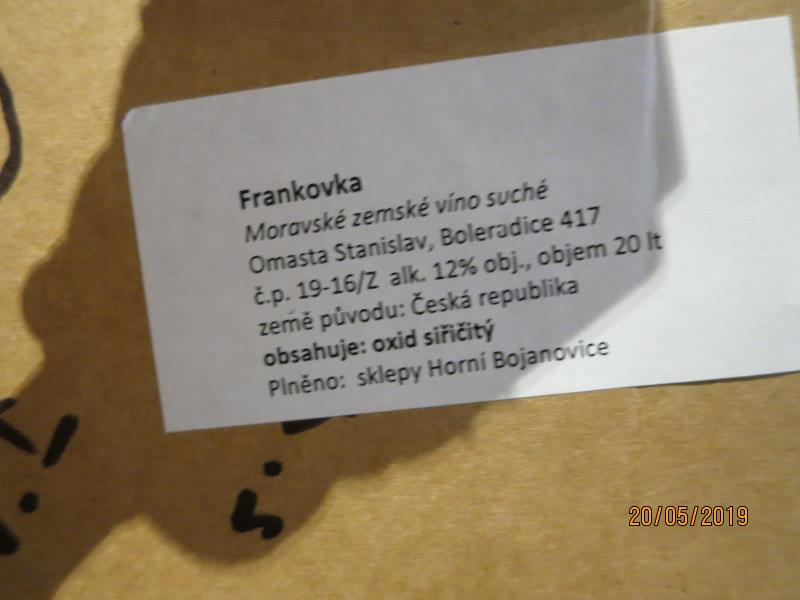 Frankovka
Moravské zemské víno suché
Omasta Stanislav, Boleradice 417
č.p. 19-16/Z alk. 12% obj., objem 20 lt
země původu: Česká republika
obsahuje: oxid siřičitý
Plněno: sklepy Horní Bojanovice
20/05/2019